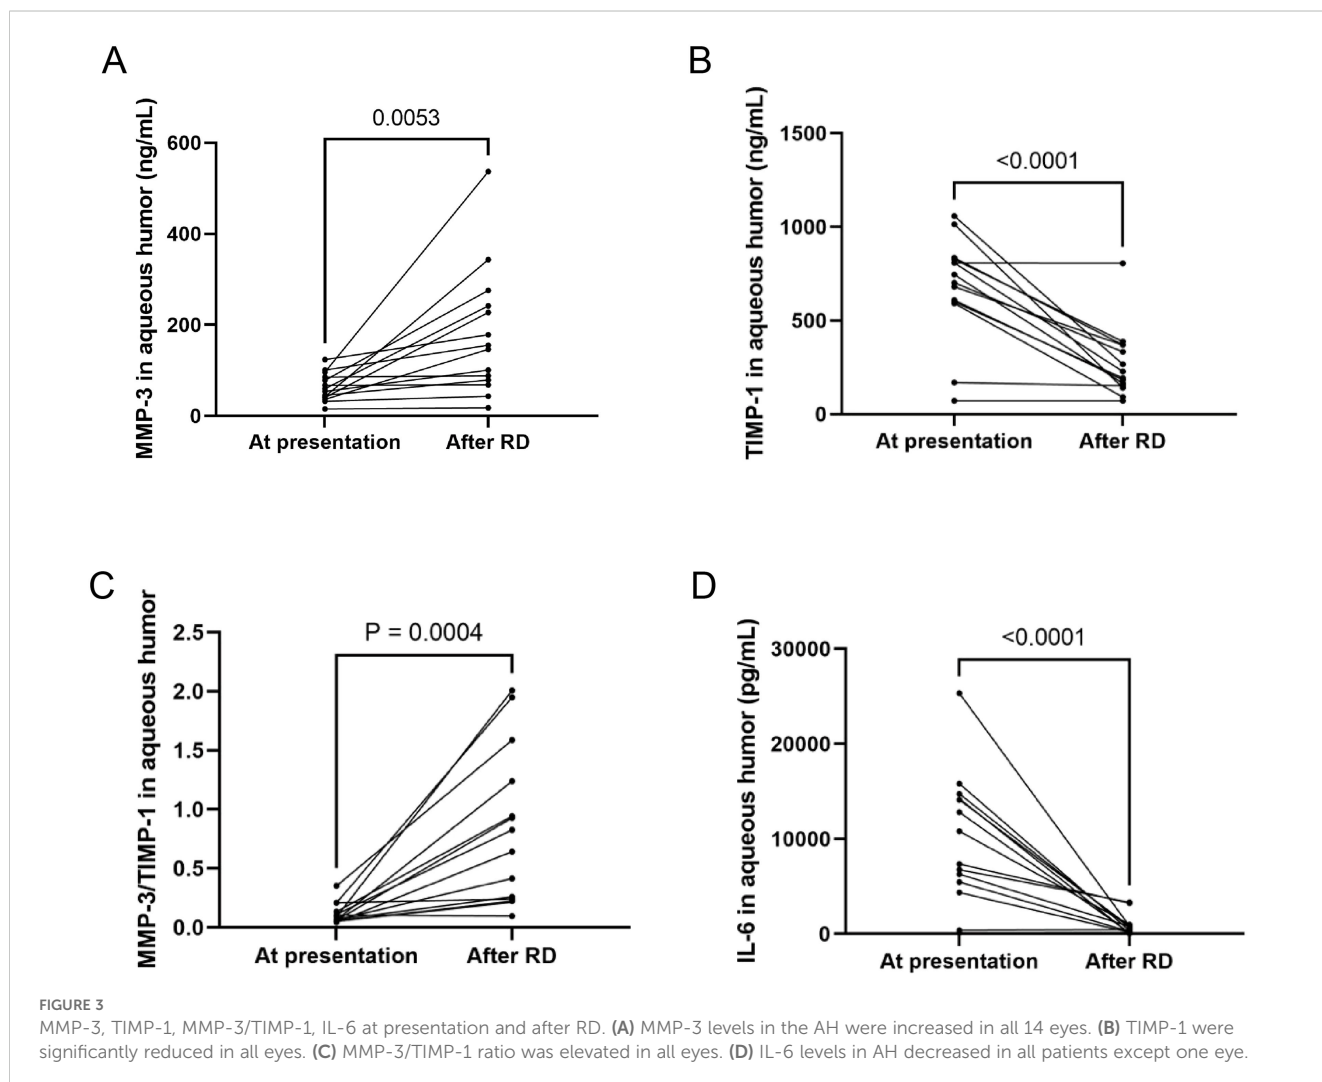 A
MMP-3 in aqueous humor (ng/mL)
0.0053
600
400
200
0
At presentation
After RD
B
TIMP-1 in aqueous humor (ng/mL)
<0.0001
1500
1000
500
0
At presentation
After RD
C
MMP-3/TIMP-1 in aqueous humor
P = 0.0004
2.5
2.0
1.5
1.0
0.5
0.0
At presentation
After RD
D
IL-6 in aqueous humor (pg/mL)
<0.0001
30000
20000
10000
0
At presentation
After RD
FIGURE 3
MMP-3, TIMP-1, MMP-3/TIMP-1, IL-6 at presentation and after RD. (A) MMP-3 levels in the AH were increased in all 14 eyes. (B) TIMP-1 were
significantly reduced in all eyes. (C) MMP-3/TIMP-1 ratio was elevated in all eyes. (D) IL-6 levels in AH decreased in all patients except one eye.